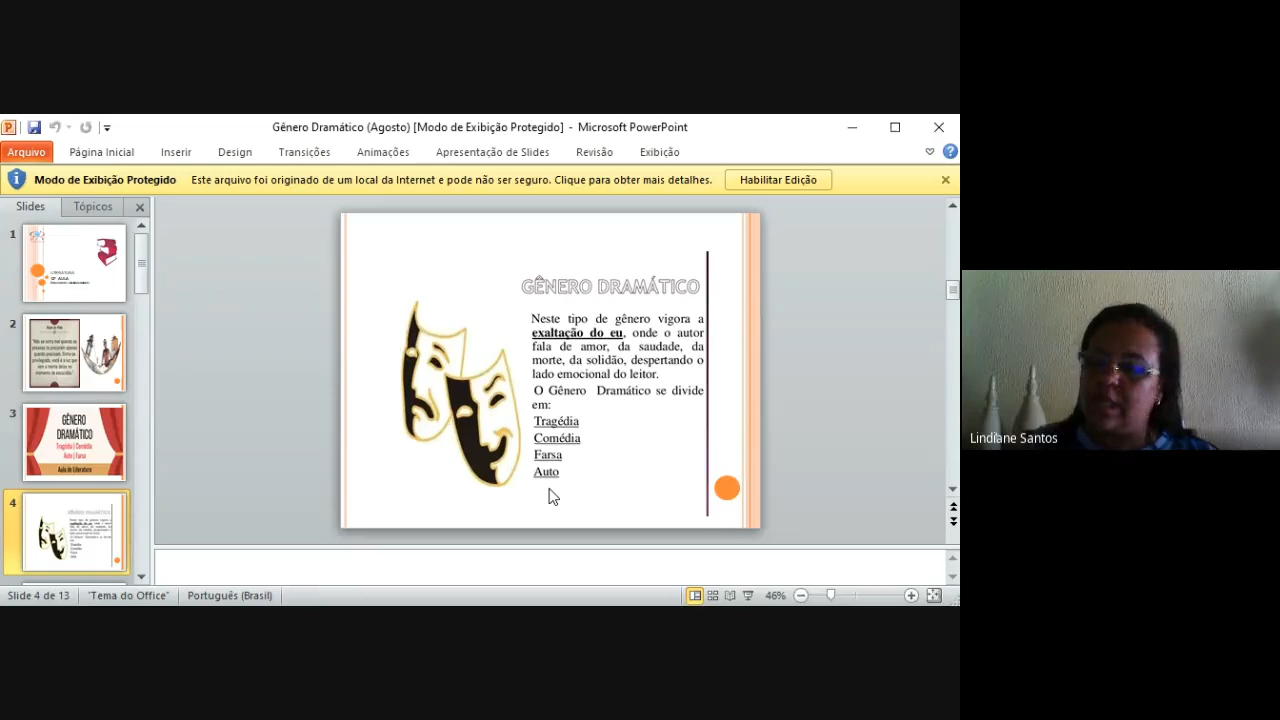 Gênero Dramático (Agosto) [Modo de Exibição Protegido] - Microsoft PowerPoint
Arquivo Página Inicial Inserir Design Transições Animações Apresentação de Slides Revisão Exibição
Modo de Exibição Protegido Este arquivo foi originado de um local da Internet e pode não ser seguro. Clique para obter mais detalhes. Habilitar Edição
Slides Tópicos
1
2
3
GÊNERO
DRAMÁTICO
Tragédia | Comédia
Auto | Farsa
Aula de Literatura
4
GÊNERO DRAMÁTICO
Neste tipo de gênero vigora a
exaltação do eu, onde o autor
fala de amor, da saudade, da
morte, da solidão, despertando o
lado emocional do leitor.
O Gênero Dramático se divide
em:
Tragédia
Comédia
Farsa
Auto
Lindiane Santos
Slide 4 de 13 "Tema do Office" Português (Brasil) 46%